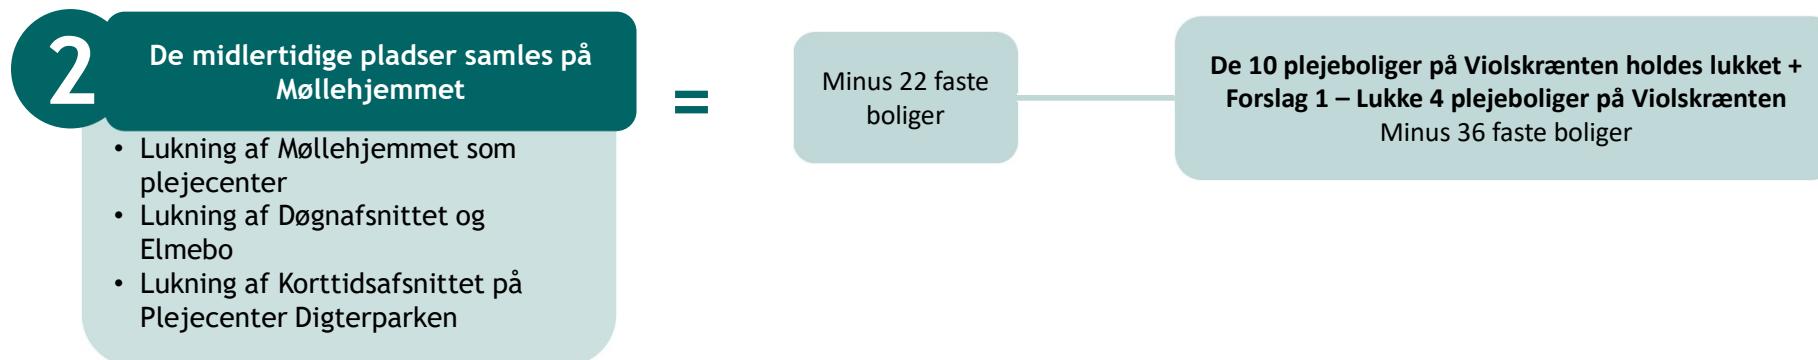 2
De midlertidige pladser samles på
Møllehjemmet
• Lukning af Møllehjemmet som
plejecenter
• Lukning af Døgnafsnittet og
Elmebo
• Lukning af Korttidsafsnittet på
Plejecenter Digterparken
=
Minus 22 faste
boliger
De 10 plejeboliger på Violskrænten holdes lukket +
Forslag 1 – Lukke 4 plejeboliger på Violskrænten
Minus 36 faste boliger